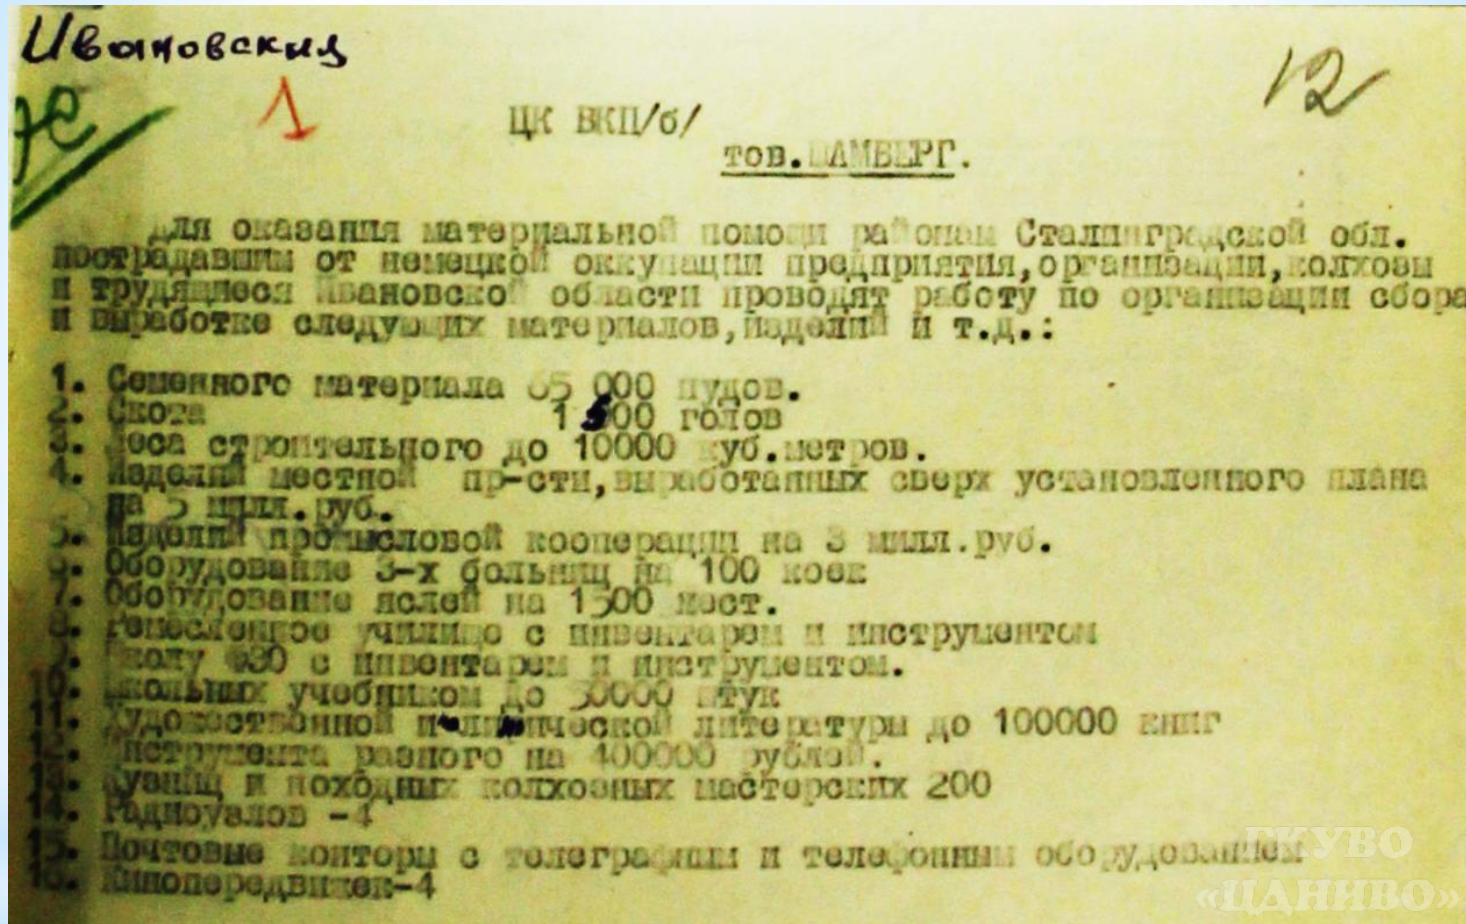 Ивановский
1
12
ЦК ВКП/б/
тов.ШАМБЕРГ.
Для оказания материальной помощи районам Сталинградской обл.
пострадавшим от немецкой оккупации предприятия,организации,колхозы
и трудящиеся Ивановской области проводят работу по организации сбора
и выработке следующих материалов,изделий и т.д.:
1. Семенного материала 65 000 пудов.
2. Скота 1 500 голов
3. Леса строительного до 10000 куб.метров.
4. Изделий местной пр-сти,выработанных сверх установленного плана
на 5 милл.руб.
5. Изделий промысловой кооперации на 3 милл.руб.
6. Оборудование 3-х больниц на 100 коек
7. Оборудование яслей на 1500 мест.
8. Ремесленное училище с инвентарем и инструментом
9. Школу ФЗО с инвентарем и инструментом.
10. Школьных учебником до 50000 штук
11. Художественной и политической литературы до 100000 книг
12. Инструмента разного на 400000 рублей.
13. Кузниц и походных колхозных мастерских 200
14. Радиоузлов -4
15. Почтовые конторы с телеграфным и телефонным оборудованием
16. Кинопередвижек-4
ГКУВО
«ЦАНИВО»